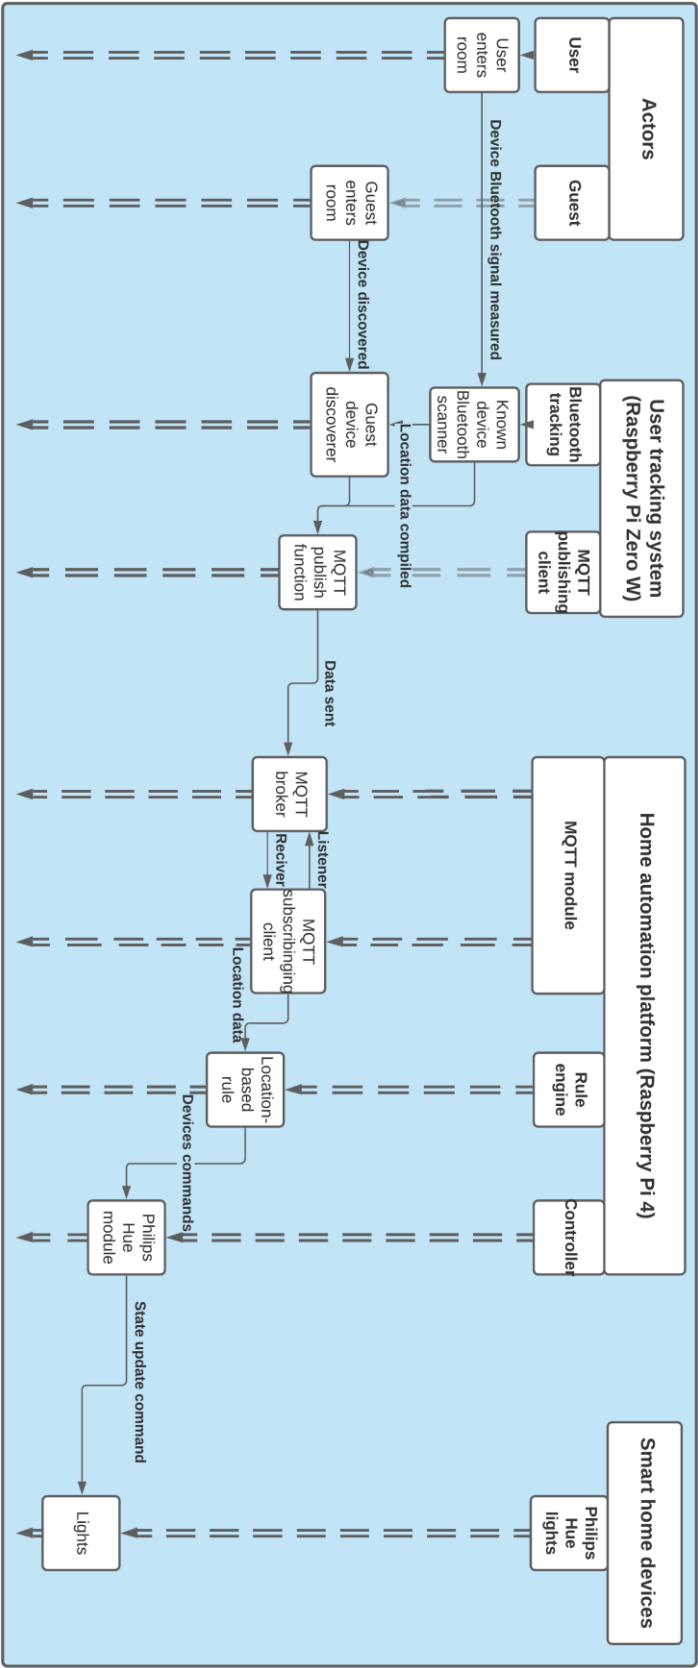 Actors
User tracking system
(Raspberry Pi Zero W)
Home automation platform (Raspberry Pi 4)
Smart home devices
User
Guest
Bluetooth
tracking
MQTT
publishing
client
MQTT module
Rule
engine
Controller
Philips
Hue
lights
User
enters
room
Device Bluetooth signal measured
Known
device
Bluetooth
scanner
Guest
enters
room
Device discovered
Guest
device
discoverer
Location data compiled
MQTT
publish
function
Data sent
MQTT
broker
Listener
Reciver
MQTT
subscribinging
client
Location data
Location-
based
rule
Devices commands
Philips
Hue
module
State update command
Lights